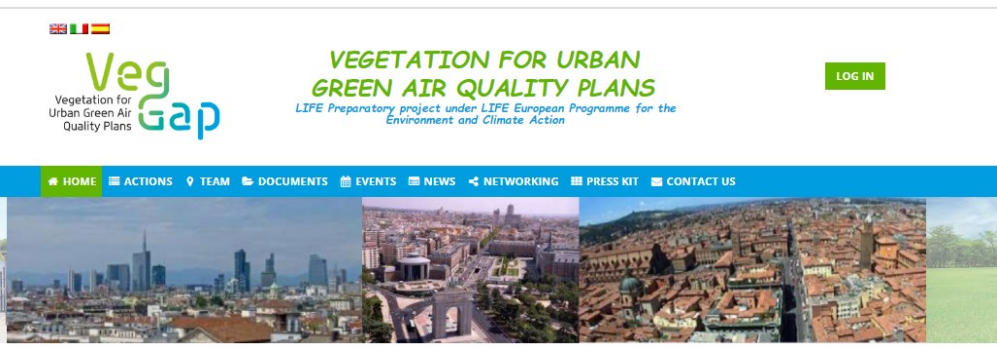 Veg
Gap
Vegetation for
Urban Green Air
Quality Plans
VEGETATION FOR URBAN
GREEN AIR QUALITY PLANS
LIFE Preparatory project under LIFE European Programme for the
Environment and Climate Action
LOG IN
HOME ACTIONS TEAM DOCUMENTS EVENTS NEWS NETWORKING PRESS KIT CONTACT US